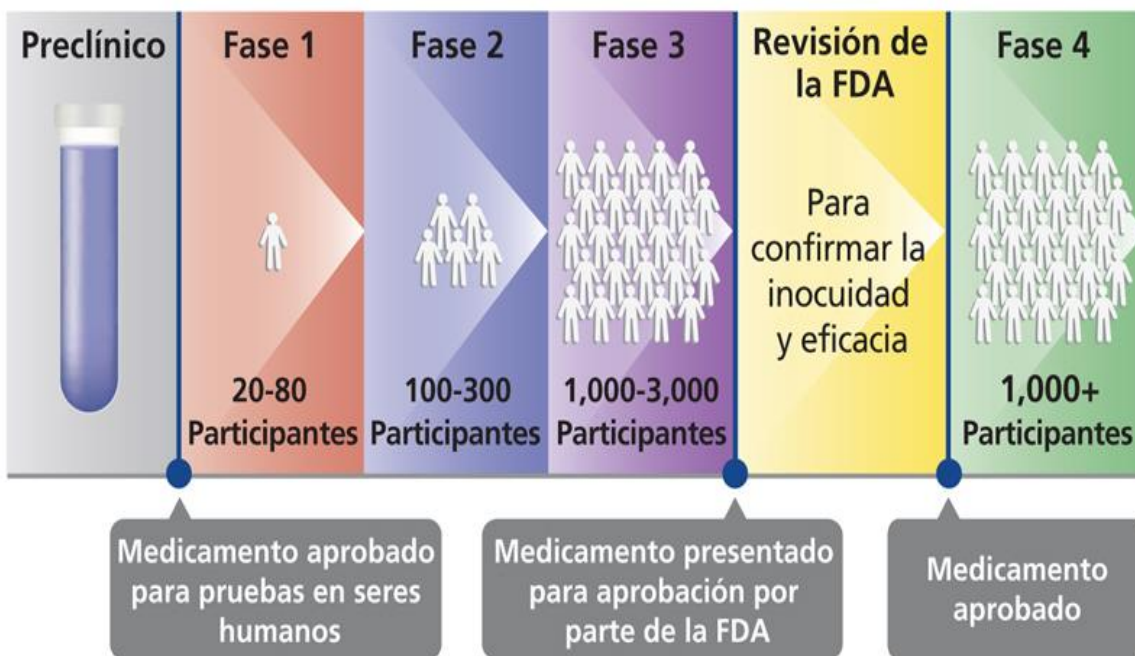 Preclínico
Fase 1
20-80
Participantes
Fase 2
100-300
Participantes
Fase 3
1,000-3,000
Participantes
Revisión de
la FDA
Para
confirmar la
inocuidad
y eficacia
Fase 4
1,000+
Participantes
Medicamento aprobado
para pruebas en seres
humanos
Medicamento presentado
para aprobación por
parte de la FDA
Medicamento
aprobado